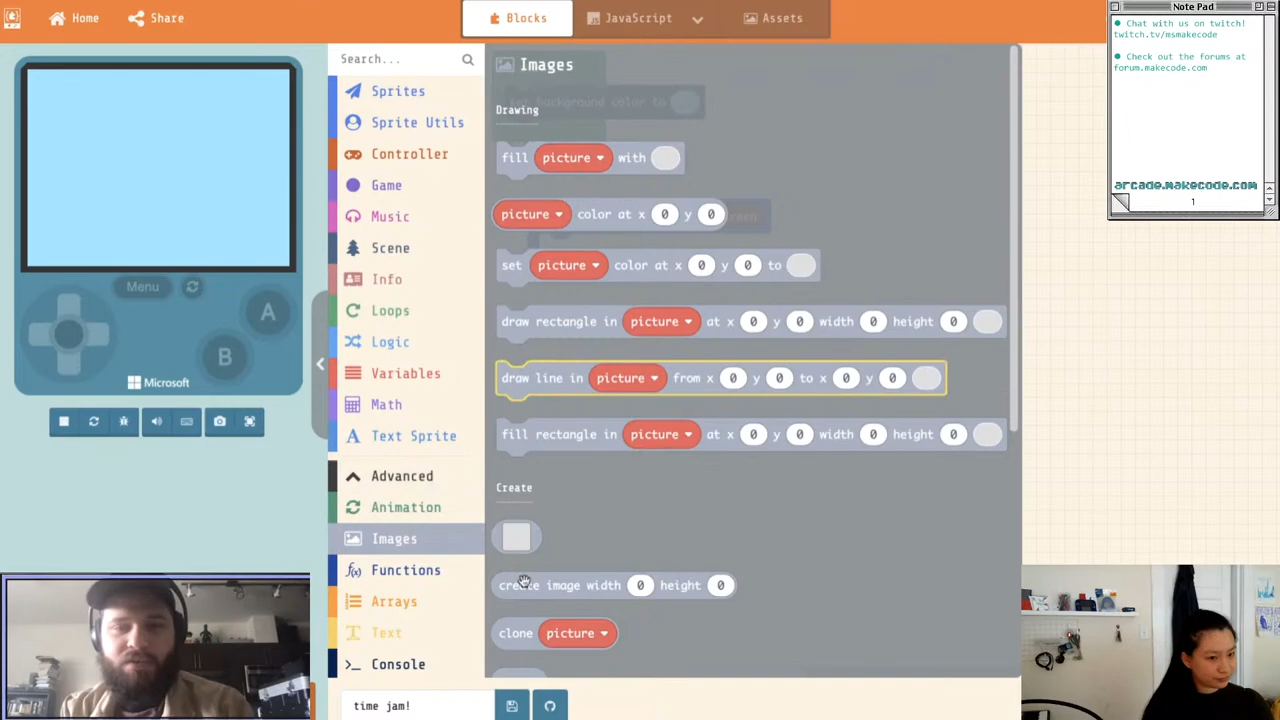 Home
Share
Blocks
JavaScript
Assets
Note Pad
Chat with us on twitch!
twitch.tv/msmakecode
Check out the forums at
forum.makecode.com
arcade.makecode.com
1
Menu
A
B
Microsoft
Search...
Sprites
Sprite Utils
Controller
Game
Music
Scene
Info
Loops
Logic
Variables
Math
Text Sprite
Advanced
Animation
Images
Functions
Arrays
Text
Console
time jam!
Images
background color to
Drawing
fill picture with
picture color at x 0 y 0
set picture color at x 0 y 0 to
draw rectangle in picture at x 0 y 0 width 0 height 0
draw line in picture from x 0 y 0 to x 0 y 0
fill rectangle in picture at x 0 y 0 width 0 height 0
Create
create image width 0 height 0
clone picture